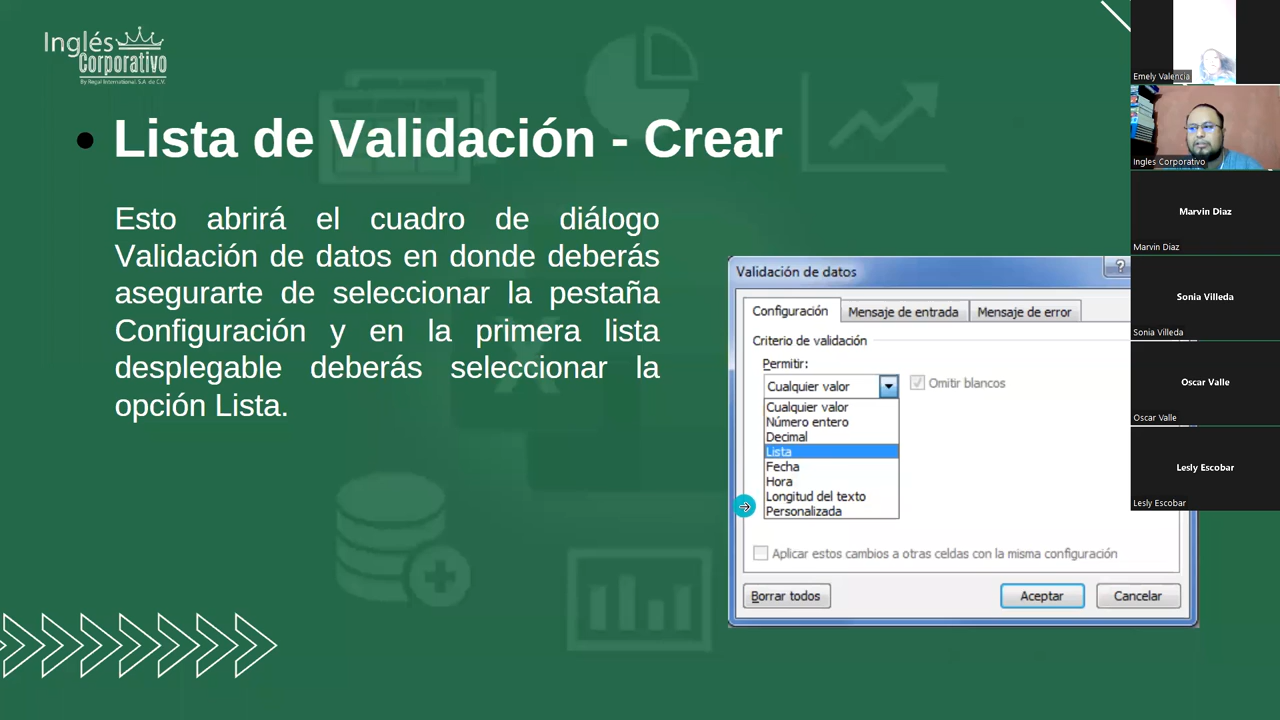 Inglés
Corporativo
By Regal International, S.A. de C.V.
Lista de Validación - Crear
Esto abrirá el cuadro de diálogo
Validación de datos en donde deberás
asegurarte de seleccionar la pestaña
Configuración y en la primera lista
desplegable deberás seleccionar la
opción Lista.
Validación de datos
?
Configuración
Mensaje de entrada
Mensaje de error
Criterio de validación
Permitir:
Cualquier valor
Omitir blancos
Cualquier valor
Número entero
Decimal
Lista
Fecha
Hora
Longitud del texto
Personalizada
Aplicar estos cambios a otras celdas con la misma configuración
Borrar todos
Aceptar
Cancelar
Emely Valencia
Ingles Corporativo
Marvin Diaz
Marvin Diaz
Sonia Villeda
Sonia Villeda
Oscar Valle
Oscar Valle
Lesly Escobar
Lesly Escobar